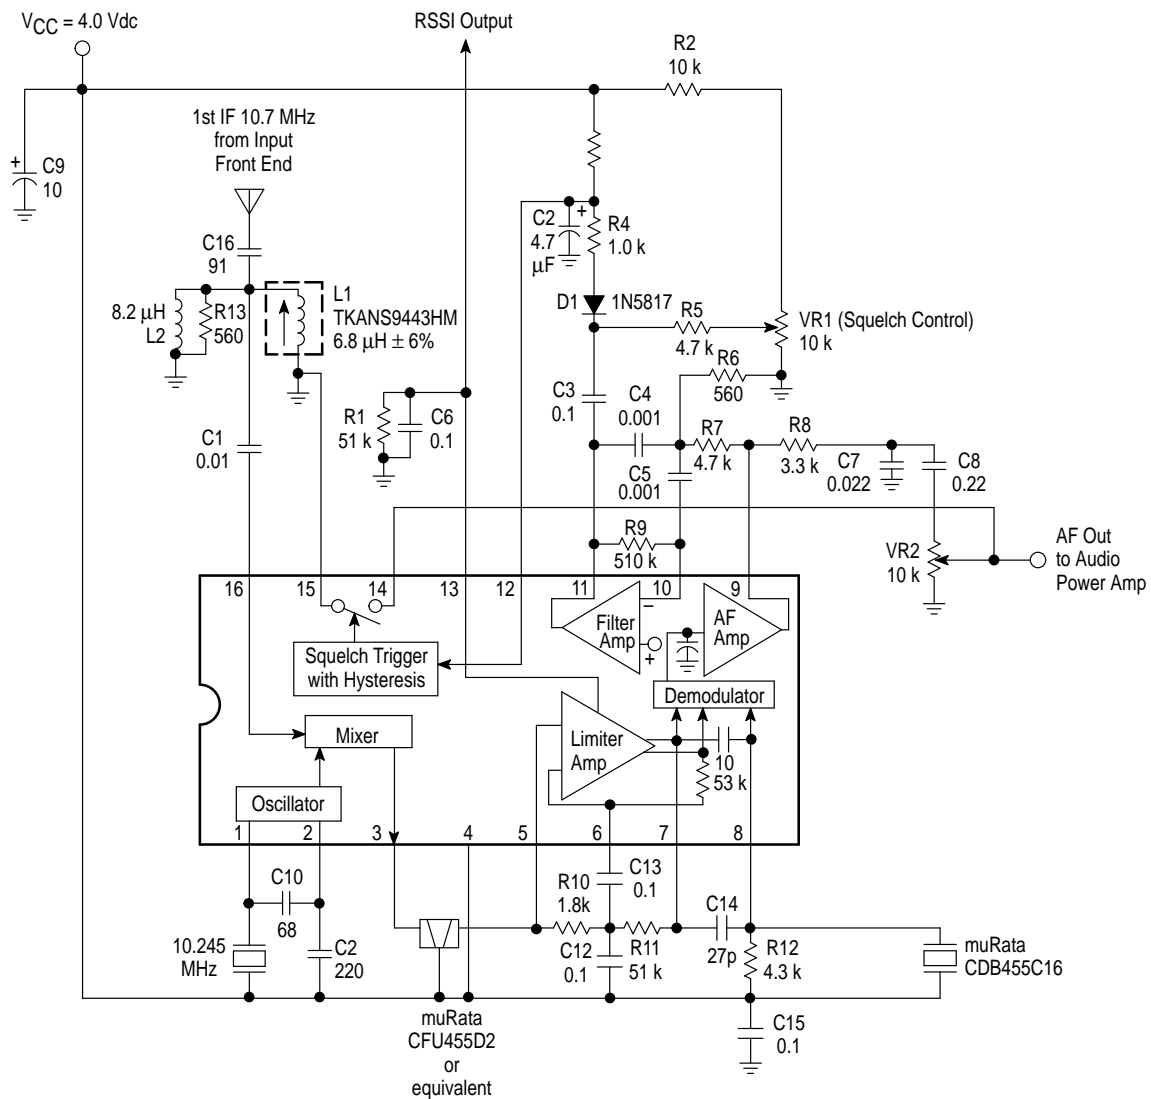 VCC = 4.0 Vdc
RSSI Output
R2
10 k
1st IF 10.7 MHz
from Input
Front End
+
C9
10
C16
91
C2
4.7
µF
+
R4
1.0 k
8.2 µH
L2
R13
560
L1
TKANS9443HM
6.8 µH ± 6%
D1
1N5817
R5
4.7 k
VR1 (Squelch Control)
10 k
R6
560
C3
0.1
C4
0.001
R1
51 k
C6
0.1
C1
0.01
R7
4.7 k
R8
3.3 k
C5
0.001
C7
0.022
C8
0.22
R9
510 k
VR2
10 k
AF Out
to Audio
Power Amp
16
15
14
13
12
11
10
9
Filter
Amp
−
+
AF
Amp
Squelch Trigger
with Hysteresis
Demodulator
Mixer
Limiter
Amp
10
53 k
Oscillator
1
2
3
4
5
6
7
8
C10
68
R10
1.8k
C13
0.1
C14
27p
10.245
MHz
C2
220
C12
0.1
R11
51 k
R12
4.3 k
muRata
CDB455C16
muRata
CFU455D2
or
equivalent
C15
0.1